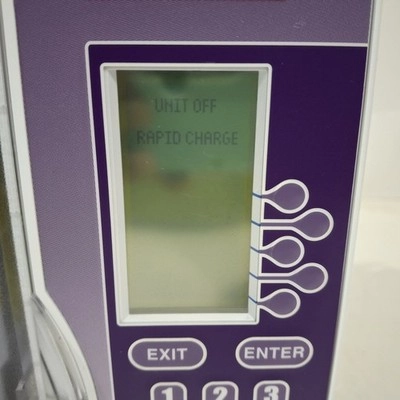 UNIT OFF
RAPID CHARGE
EXIT ENTER
1 2 3